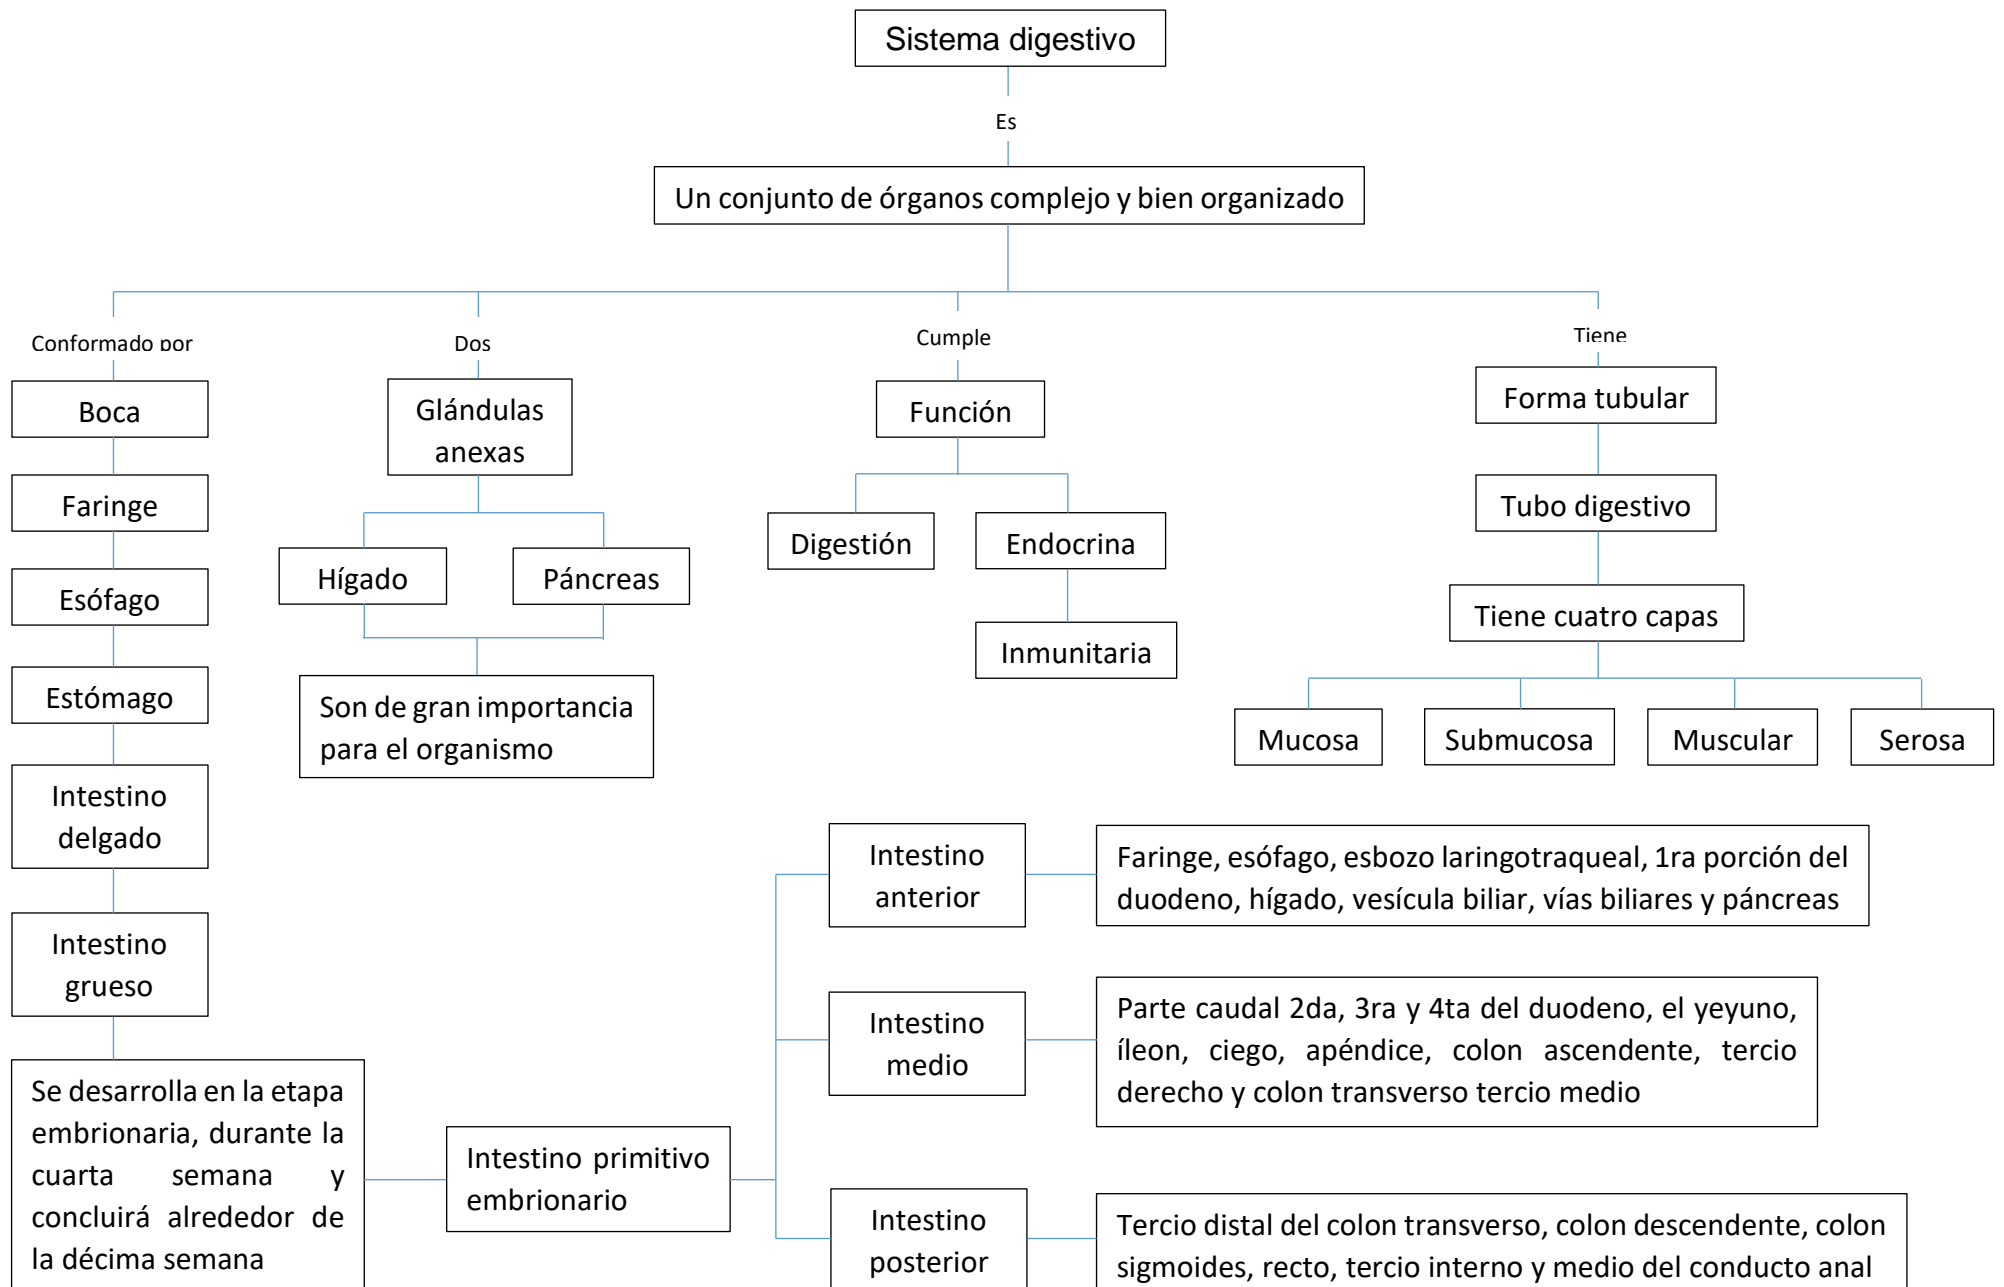 Sistema digestivo
Es
Un conjunto de órganos complejo y bien organizado
Conformado por
Dos
Cumple
Tiene
Boca
Glándulas
anexas
Función
Forma tubular
Faringe
Tubo digestivo
Hígado
Páncreas
Digestión
Endocrina
Esófago
Tiene cuatro capas
Inmunitaria
Estómago
Son de gran importancia
para el organismo
Mucosa
Submucosa
Muscular
Serosa
Intestino
delgado
Intestino
grueso
Se desarrolla en la etapa
embrionaria, durante la
cuarta semana y
concluirá alrededor de
la décima semana
Intestino primitivo
embrionario
Intestino
anterior
Faringe, esófago, esbozo laringotraqueal, 1ra porción del
duodeno, hígado, vesícula biliar, vías biliares y páncreas
Intestino
medio
Parte caudal 2da, 3ra y 4ta del duodeno, el yeyuno,
íleon, ciego, apéndice, colon ascendente, tercio
derecho y colon transverso tercio medio
Intestino
posterior
Tercio distal del colon transverso, colon descendente, colon
sigmoides, recto, tercio interno y medio del conducto anal